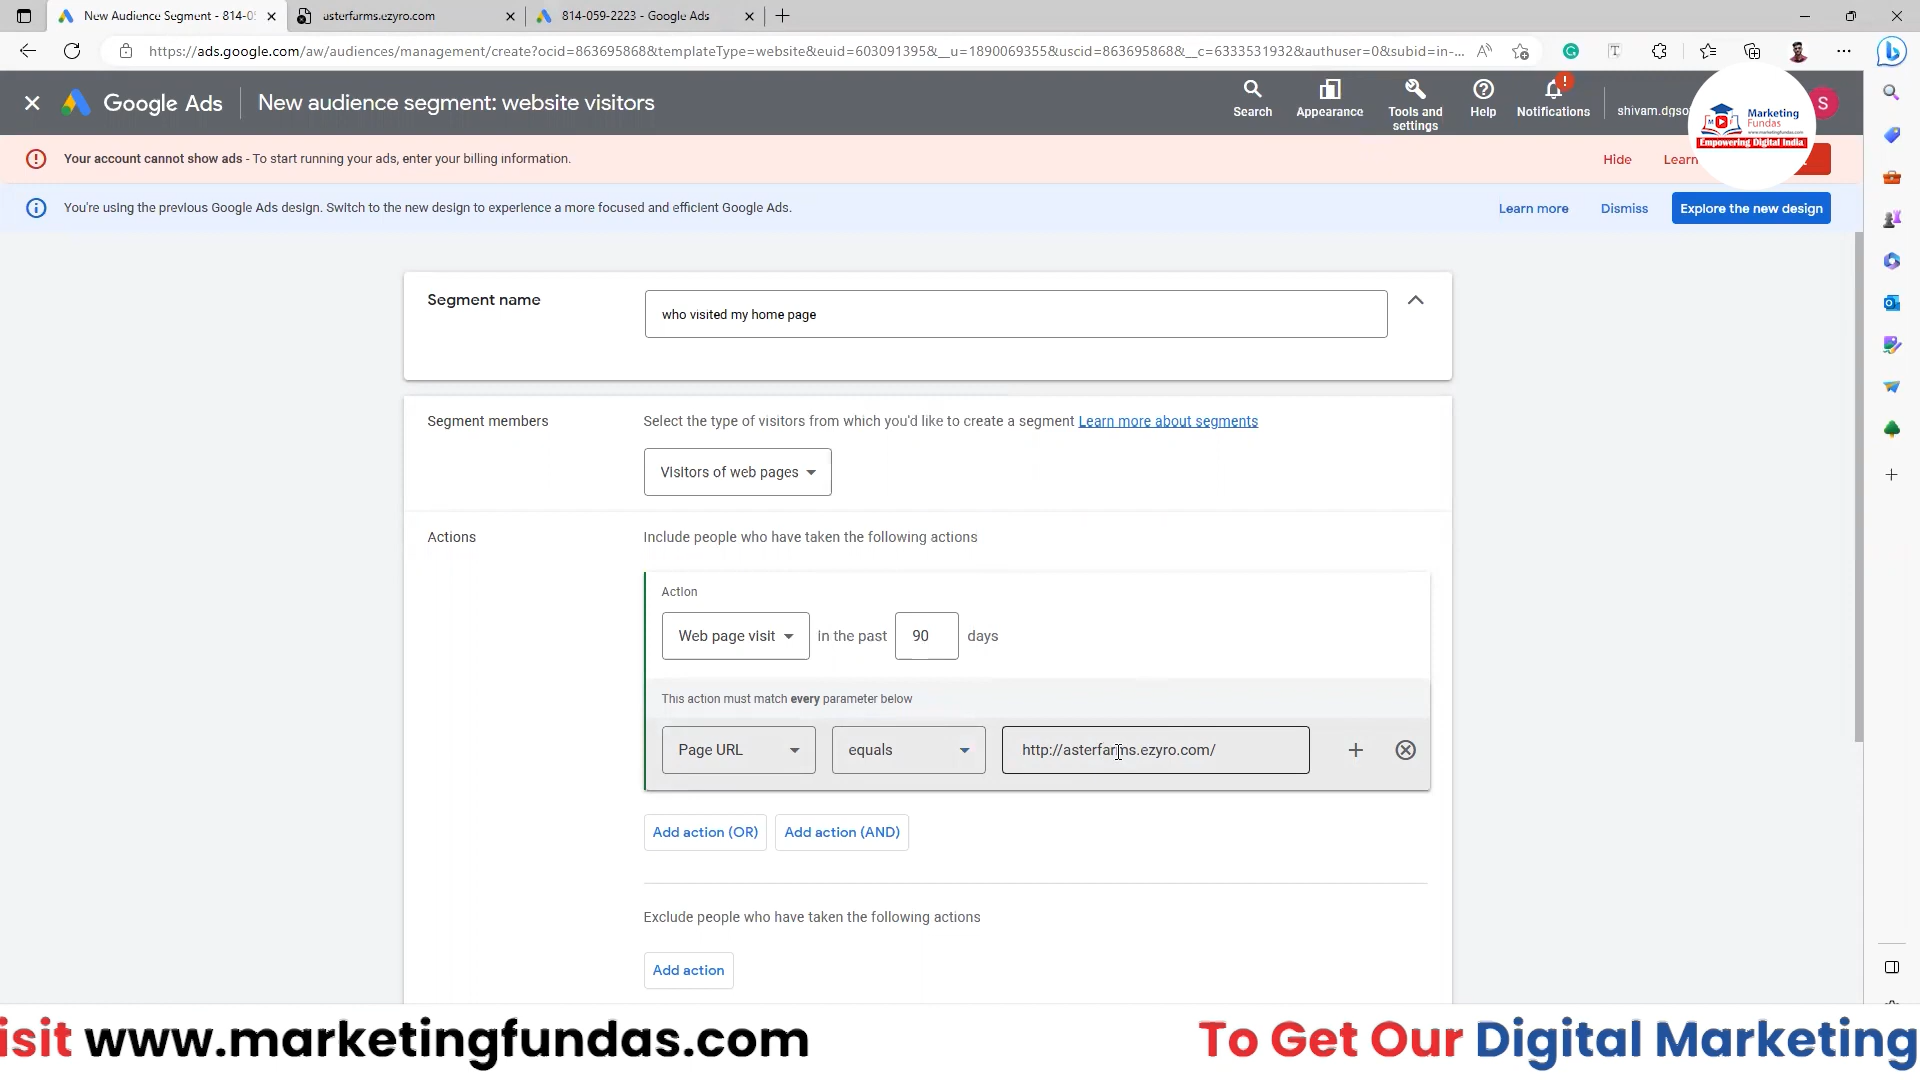 New Audience Segment - 814-05
asterfarms.ezyro.com
814-059-2223 - Google Ads
https://ads.google.com/aw/audiences/management/create?ocid=863695868&templateType=website&euid=603091395&__u=1890069355&uscid=863695868&__c=6333531932&authuser=0&subid=in-...
Google Ads
New audience segment: website visitors
Search
Appearance
Tools and settings
Help
Notifications
shivam.dgso
S
Marketing
Fundas
www.marketingfundas.com
Empowering Digital India
Your account cannot show ads - To start running your ads, enter your billing information.
Hide
Learn
You're using the previous Google Ads design. Switch to the new design to experience a more focused and efficient Google Ads.
Learn more
Dismiss
Explore the new design
Segment name
who visited my home page
Segment members
Select the type of visitors from which you'd like to create a segment Learn more about segments
Visitors of web pages
Actions
Include people who have taken the following actions
Action
Web page visit
In the past
90
days
This action must match every parameter below
Page URL
equals
http://asterfarms.ezyro.com/
Add action (OR)
Add action (AND)
Exclude people who have taken the following actions
Add action
isit www.marketingfundas.com
To Get Our Digital Marketing